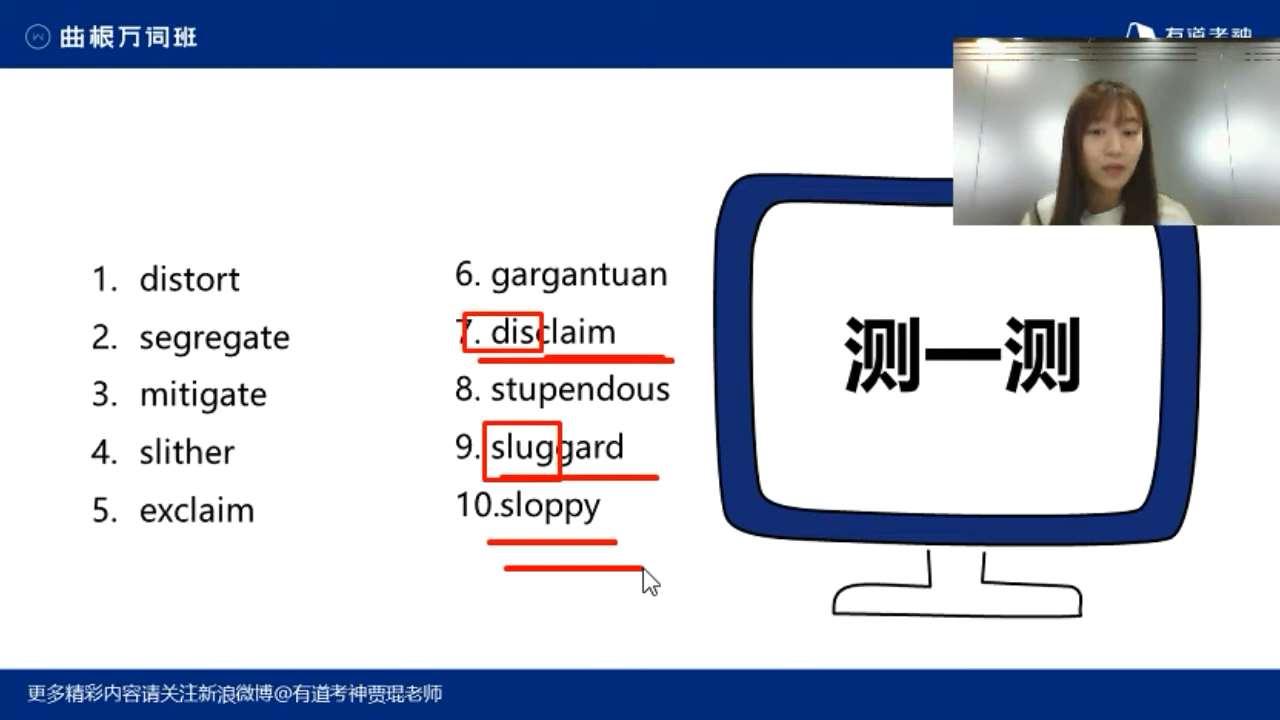 曲根万词班
有道考神
1. distort
2. segregate
3. mitigate
4. slither
5. exclaim
6. gargantuan
7. disclaim
8. stupendous
9. sluggard
10.sloppy
测一测
更多精彩内容请关注新浪微博@有道考神贾琨老师